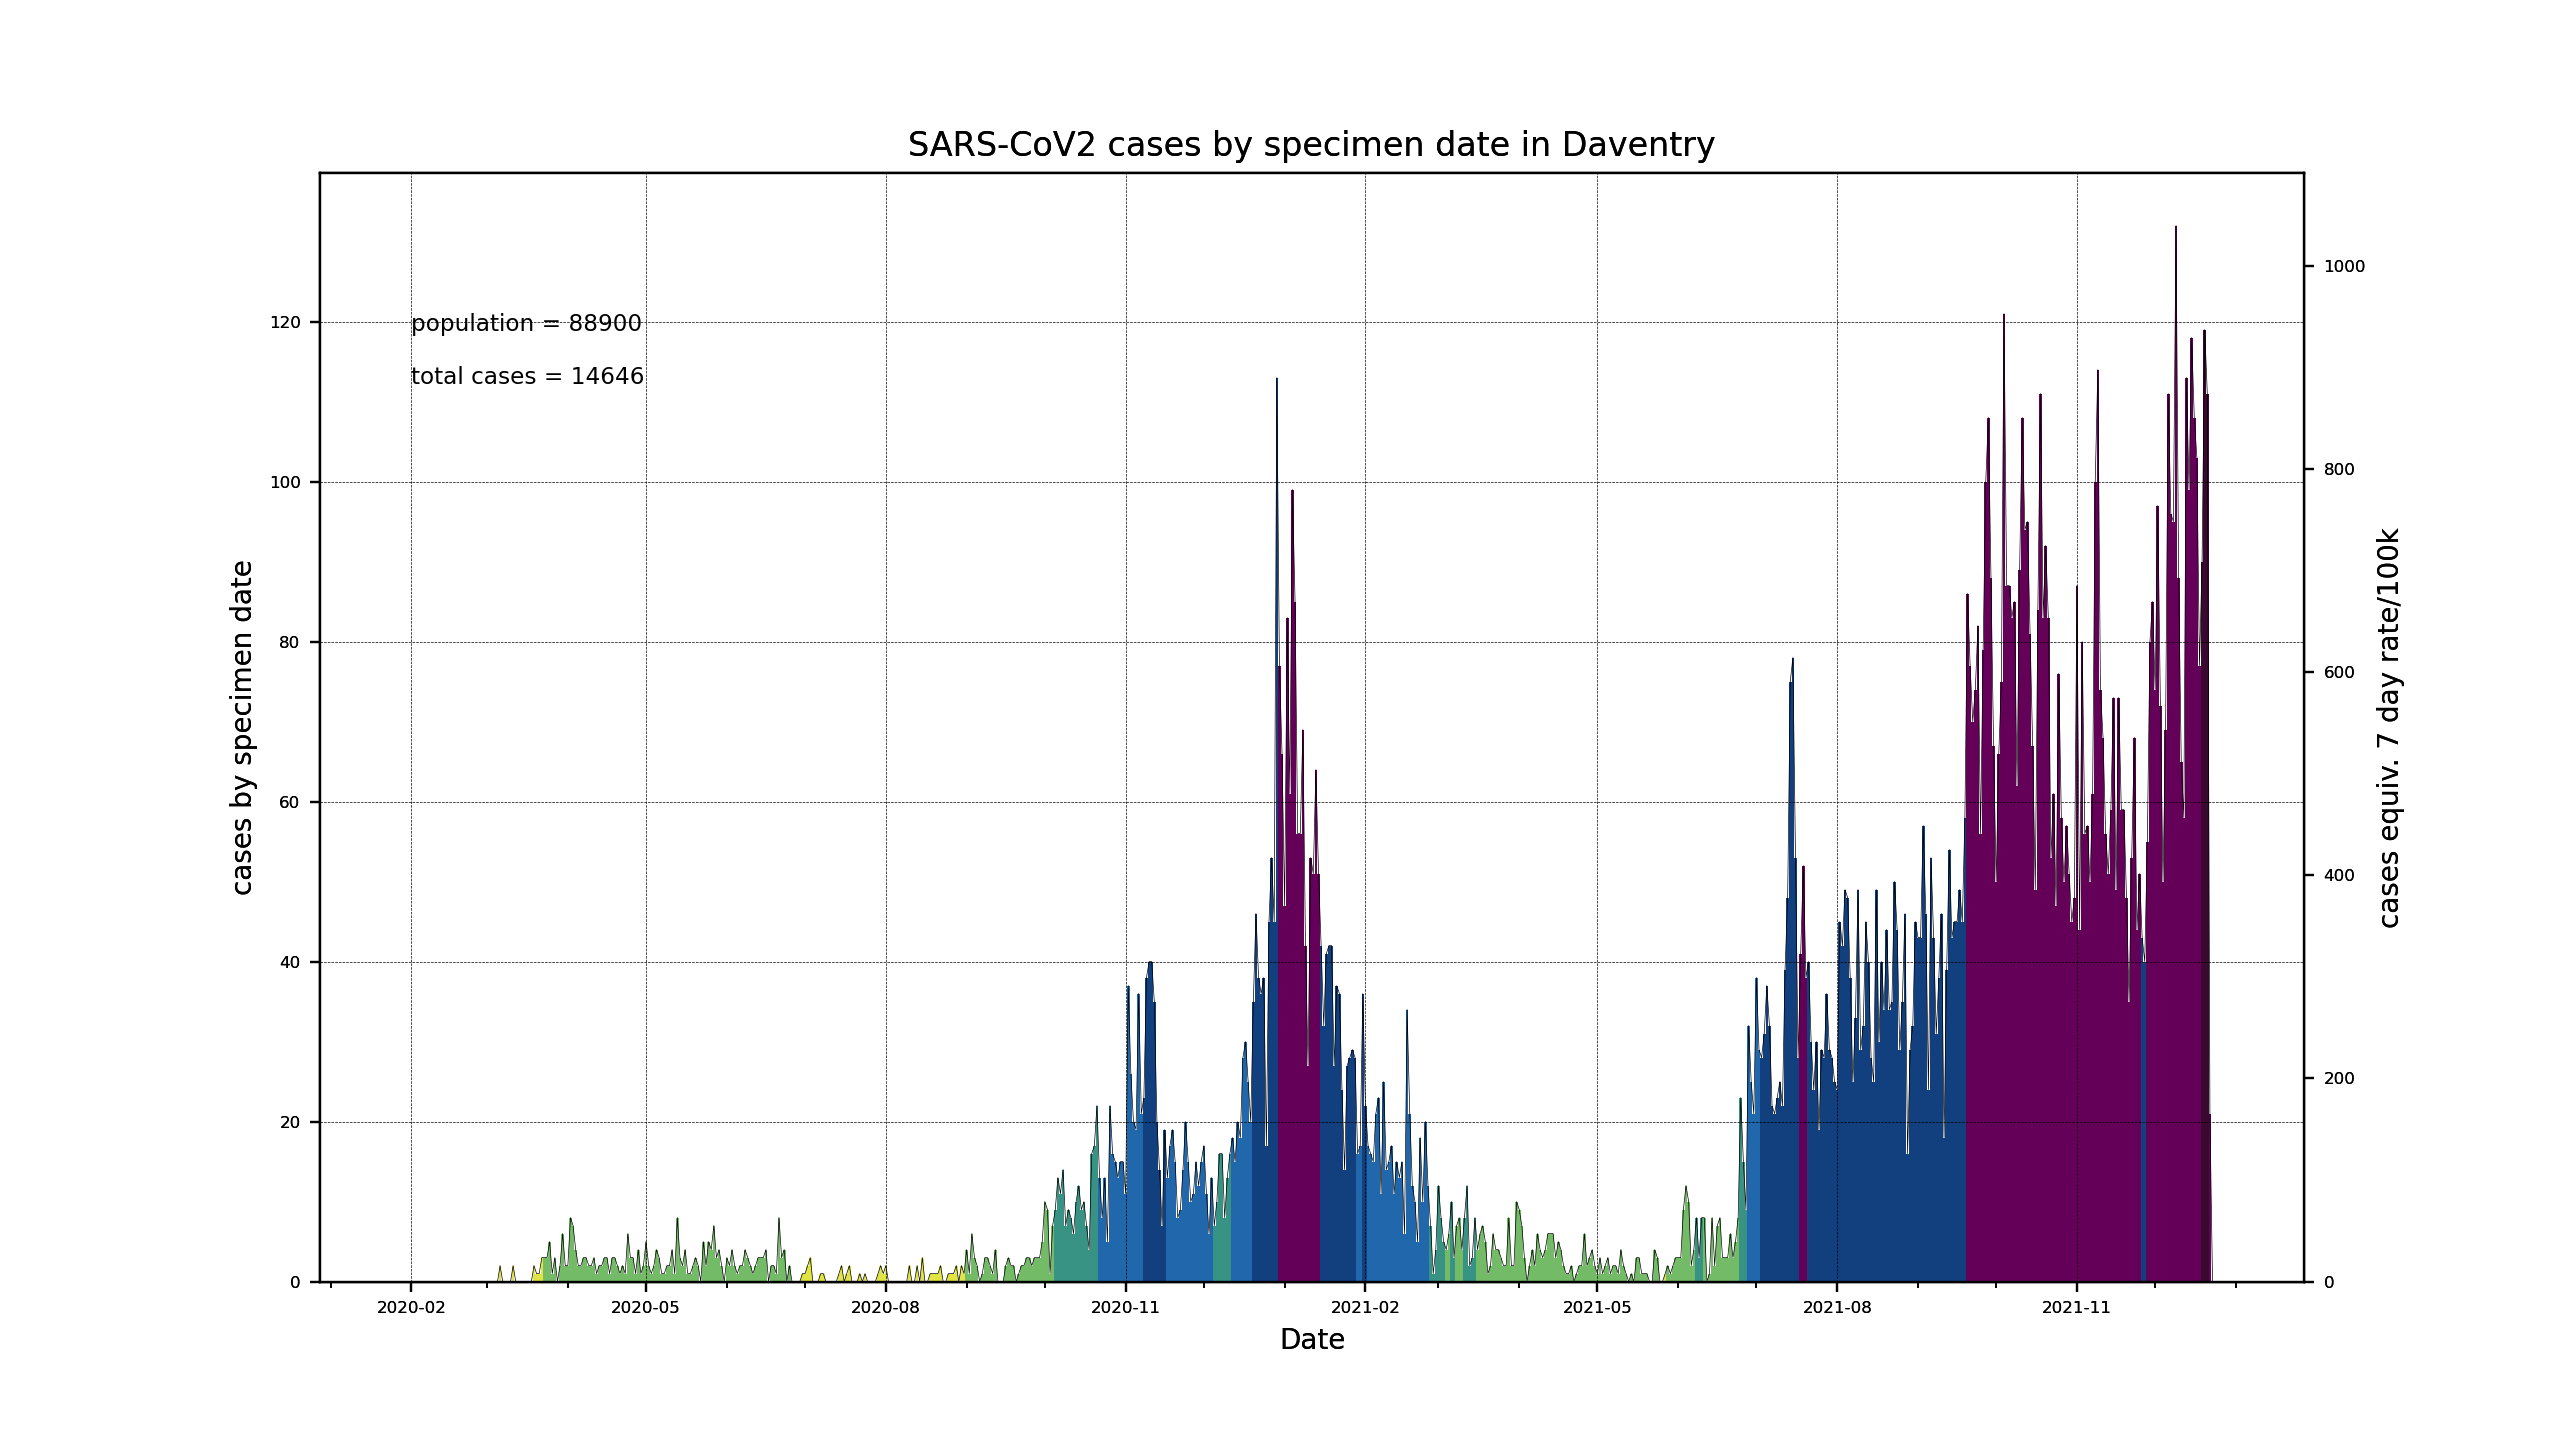 SARS-CoV2 cases by specimen date in Daventry
population = 88900
total cases = 14646
cases by specimen date
0
20
40
60
80
100
120
cases equiv. 7 day rate/100k
0
200
400
600
800
1000
2020-02 2020-05 2020-08 2020-11 2021-02 2021-05 2021-08 2021-11
Date